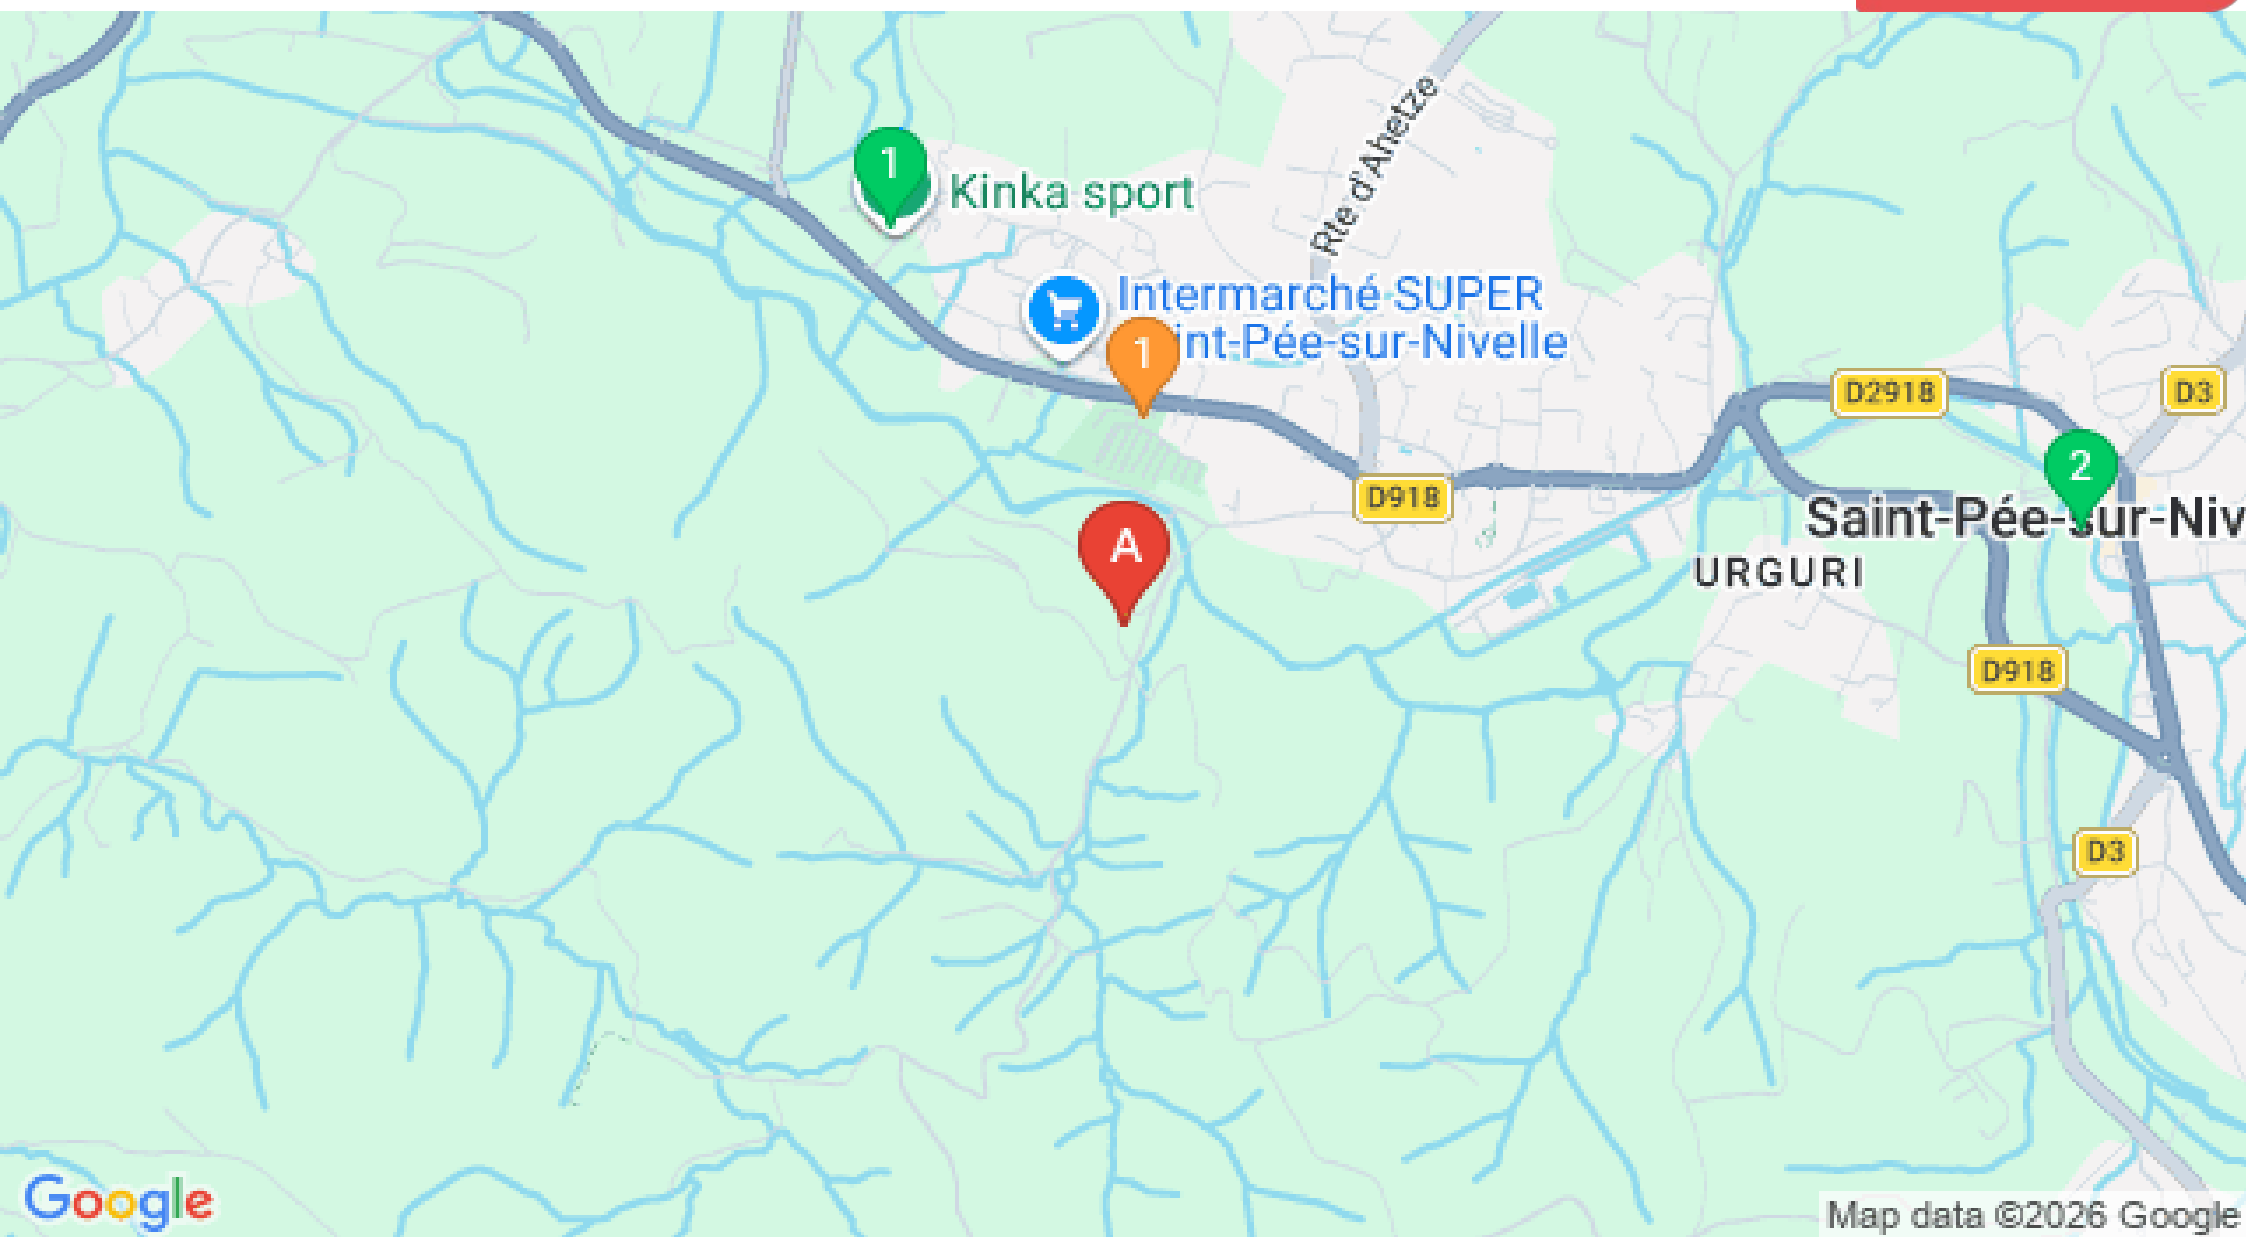 Rte d'Ahetze
1
Kinka sport
Intermarché SUPER
1
int-Pée-sur-Nivelle
D2918
D3
2
D918
Saint-Pée-sur-Niv
A
URGURI
D918
D3
Google
Map data ©2026 Google